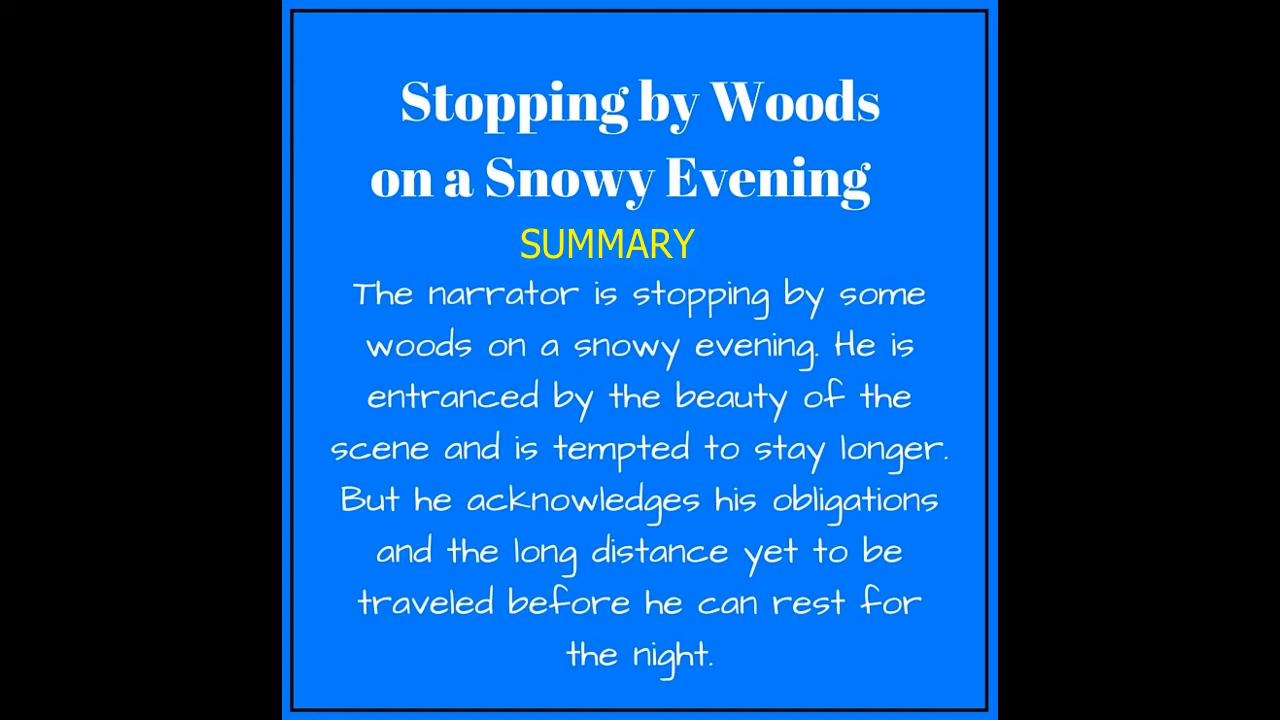 Stopping by Woods
on a Snowy Evening
SUMMARY
The narrator is stopping by some
woods on a snowy evening. He is
entranced by the beauty of the
scene and is tempted to stay longer.
But he acknowledges his obligations
and the long distance yet to be
traveled before he can rest for
the night.